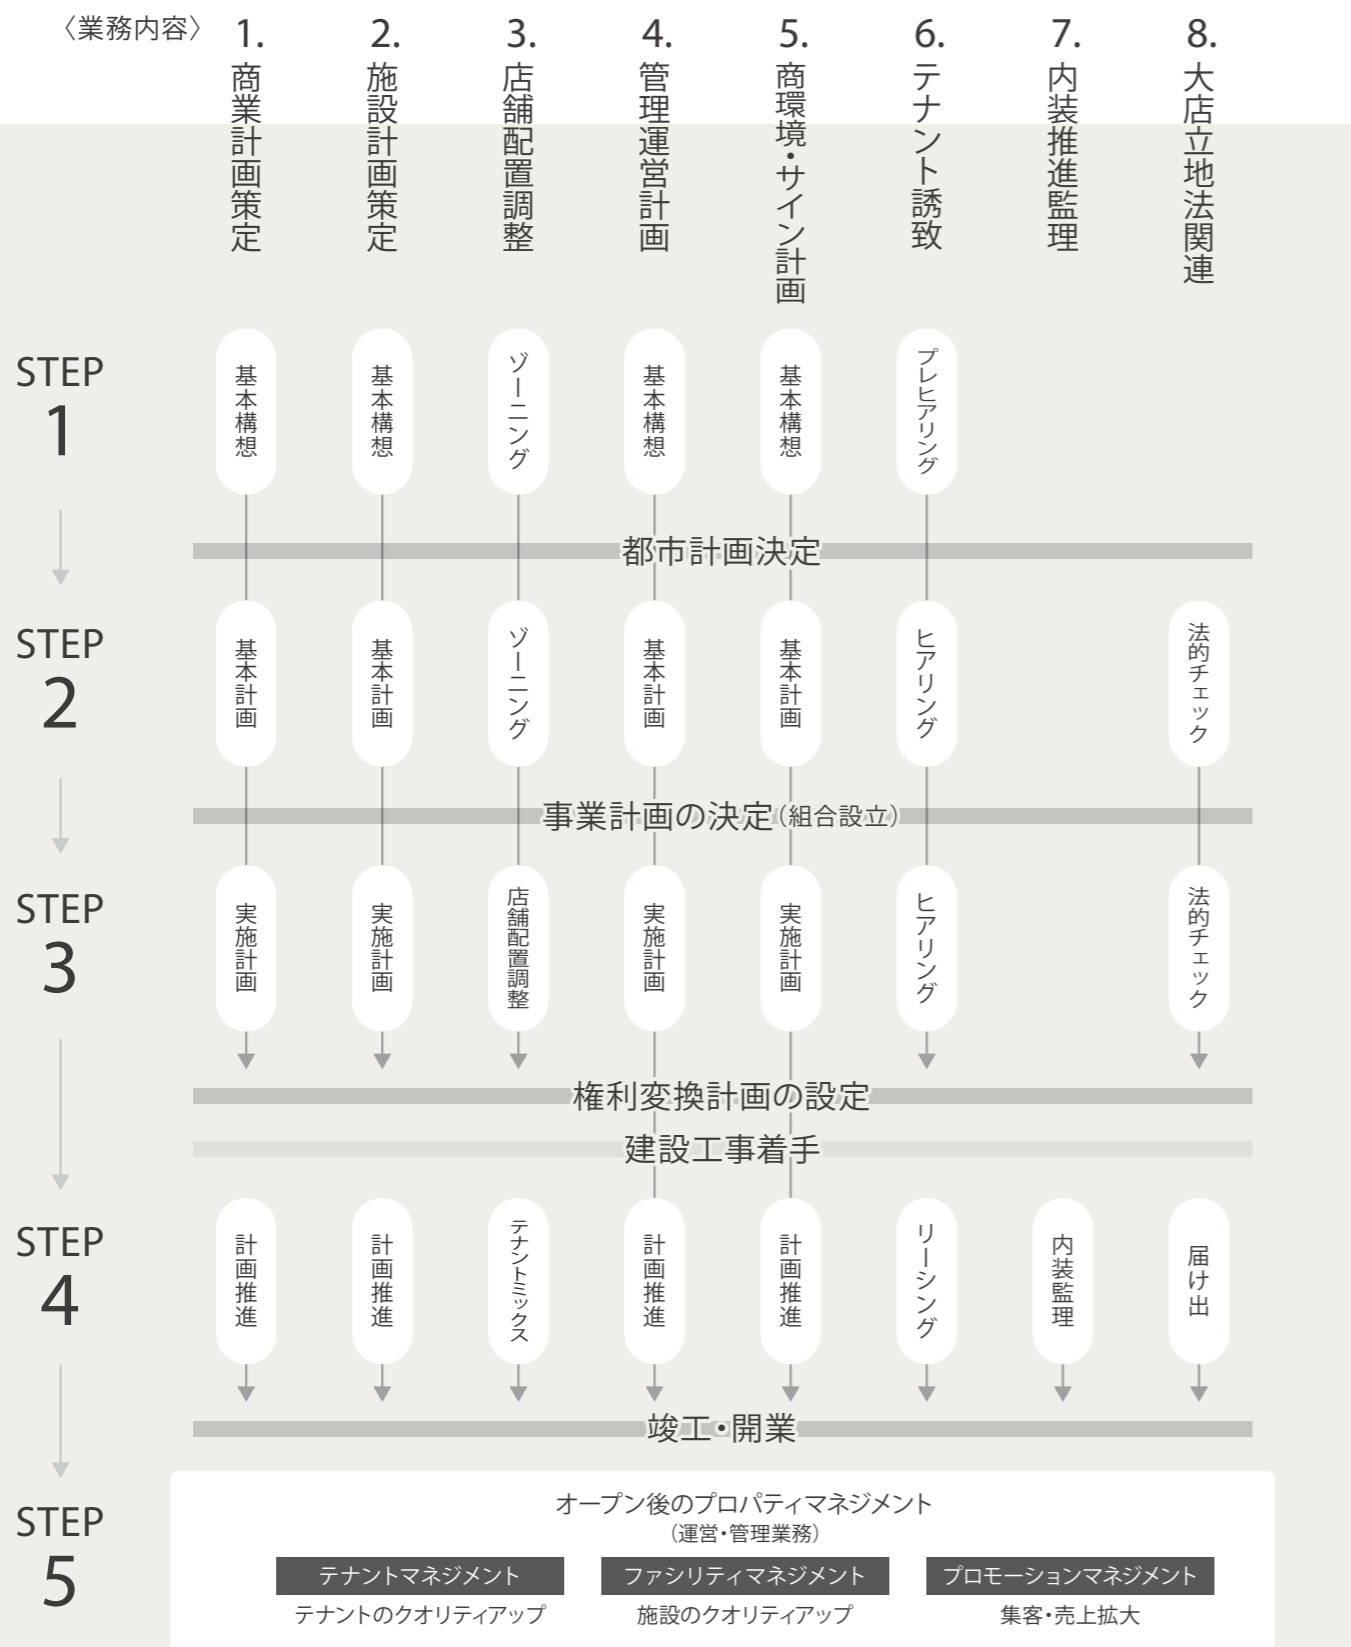 〈業務内容〉
1.
商業計画策定
2.
施設計画策定
3.
店舗配置調整
4.
管理運営計画
5.
商環境・サイン計画
6.
テナント誘致
7.
内装推進監理
8.
大店立地法関連
STEP
1
基本構想
基本構想
ゾーニング
基本構想
基本構想
プレヒアリング
都市計画決定
STEP
2
基本計画
基本計画
ゾーニング
基本計画
基本計画
ヒアリング
法的チェック
事業計画の決定(組合設立)
STEP
3
実施計画
実施計画
店舗配置調整
実施計画
実施計画
ヒアリング
法的チェック
権利変換計画の設定
建設工事着手
STEP
4
計画推進
計画推進
テナントミックス
計画推進
計画推進
リーシング
内装監理
届け出
竣工・開業
STEP
5
オープン後のプロパティマネジメント
(運営・管理業務)
テナントマネジメント
テナントのクオリティアップ
ファシリティマネジメント
施設のクオリティアップ
プロモーションマネジメント
集客・売上拡大